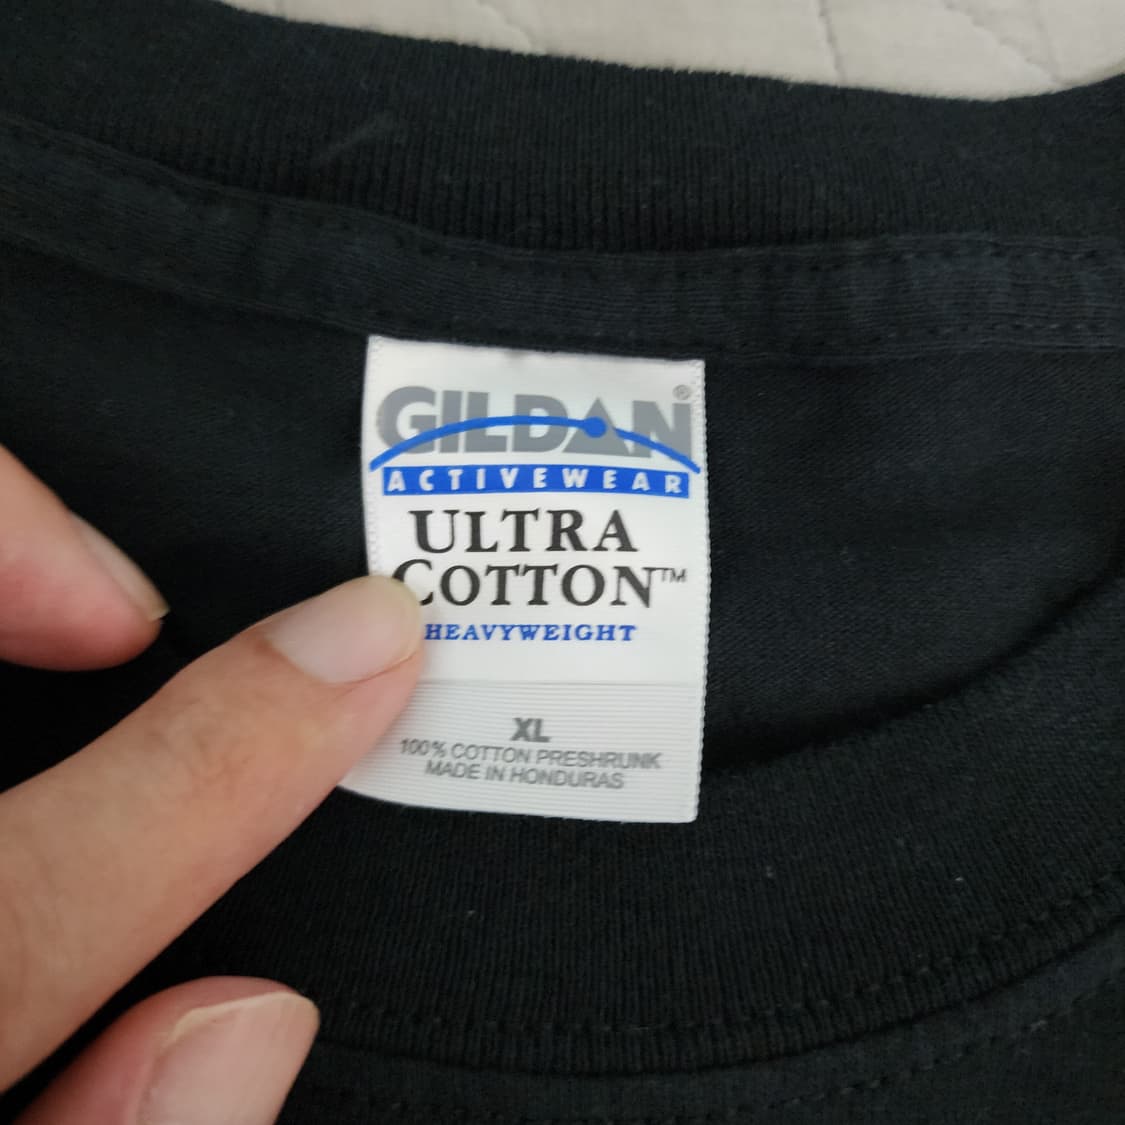 GILDAN®
ACTIVEWEAR
ULTRA
COTTON™
HEAVYWEIGHT
XL
100% COTTON PRESHRUNK
MADE IN HONDURAS